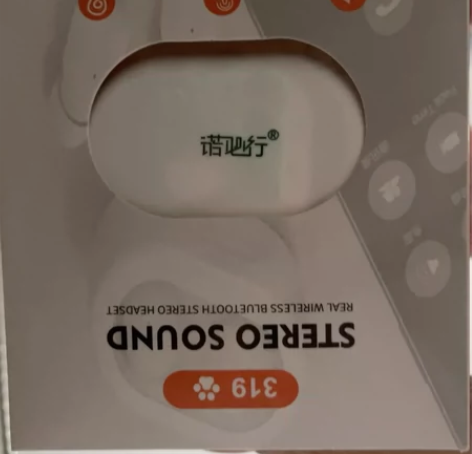 319
STEREO SOUND
REAL WIRELESS BLUETOOTH STEREO HEADSET
诺必行®